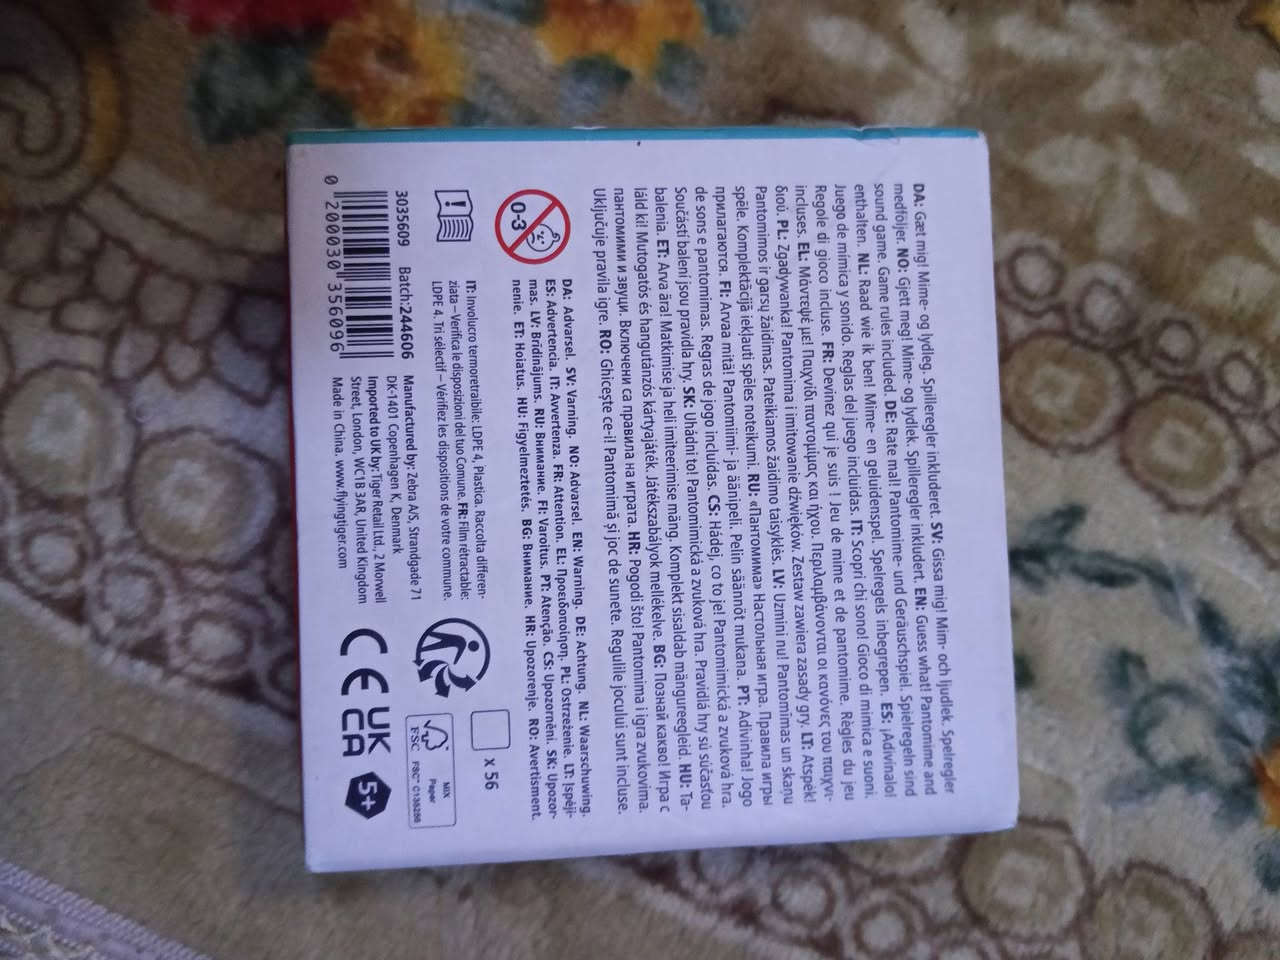 DA: Gæt mig! Mime- og lydleg. Spilleregler inkluderet. SV: Gissa mig! Mim- och ljudlek. Spelregler
medföljer. NO: Gjett meg! Mime- og lydlek. Spilleregler inkludert. EN: Guess what! Pantomime and
sound game. Game rules included. DE: Rate mal! Pantomime- und Geräuschspiel. Spielregeln sind
enthalten. NL: Raad wie ik ben! Mime- en geluidenspel. Spelregels inbegrepen. ES: ¡Adivínalo!
Juego de mímica y sonido. Reglas del juego incluidas. IT: Scopri chi sono! Gioco di mimica e suoni.
Regole di gioco incluse. FR: Devinez qui je suis ! Jeu de mime et de pantomime. Règles du jeu
incluses. EL: Μάντεψέ με! Παιχνίδι παντομίμας και ήχου. Περιλαμβάνονται οι κανόνες του παιχνι-
διού. PL: Zgadywanka! Pantomima i imitowanie dźwięków. Zestaw zawiera zasady gry. LT: Atspėk!
Pantomimos ir garsų žaidimas. Pateikiamos žaidimo taisyklės. LV: Uzmini nu! Pantomīmas un skaņu
spēle. Komplektācijā iekļauti spēles noteikumi. RU: «Пантомима» Настольная игра. Правила игры
прилагаются. FI: Arvaa mitä! Pantomiimi- ja äänipeli. Pelin säännöt mukana. PT: Adivinha! Jogo
de sons e pantomimas. Regras de jogo incluídas. CS: Hádej, co to je! Pantomimická a zvuková hra.
Součástí balení jsou pravidla hry. SK: Uhádni to! Pantomimická a zvuková hra. Pravidlá hry sú súčasťou
balenia. ET: Arva ära! Matkimise ja heli imiteerimise mäng. Komplekt sisaldab mängureegleid. HU: Ta-
láld ki! Mutogatós és hangutánzós kártyajáték. Játékszabályok mellékelve. BG: Познай какво! Игра с
пантомими и звуци. Включени са правила на играта. HR: Pogodi što! Pantomima i igra zvukovima.
Uključuje pravila igre. RO: Ghicește ce-i! Pantomimă și joc de sunete. Regulile jocului sunt incluse.
0-3
DA: Advarsel. SV: Varning. NO: Advarsel. EN: Warning. DE: Achtung. NL: Waarschuwing.
ES: Advertencia. IT: Avvertenza. FR: Attention. EL: Προειδοποίηση. PL: Ostrzeżenie. LT: Įspėji-
mas. LV: Brīdinājums. RU: Внимание. FI: Varoitus. PT: Atenção. CS: Upozornění. SK: Upozor-
nenie. ET: Hoiatus. HU: Figyelmeztetés. BG: Внимание. HR: Upozorenje. RO: Avertisment.
x 56
IT: Involucro termoretraibile: LDPE 4, Plastica. Raccolta differen-
ziata – Verifica le disposizioni del tuo Comune. FR: Film rétractable:
LDPE 4. Tri sélectif – Vérifiez les dispositions de votre commune.
MIX
Paper
FSC FSC® C136286
3035609 Batch:244606
0 200030 356096
Manufactured by: Zebra A/S, Strandgade 71
DK-1401 Copenhagen K, Denmark
Imported to UK by: Tiger Retail Ltd., 2 Morwell
Street, London, WC1B 3AR, United Kingdom
Made in China. www.flyingtiger.com
CE UK
CA
5+